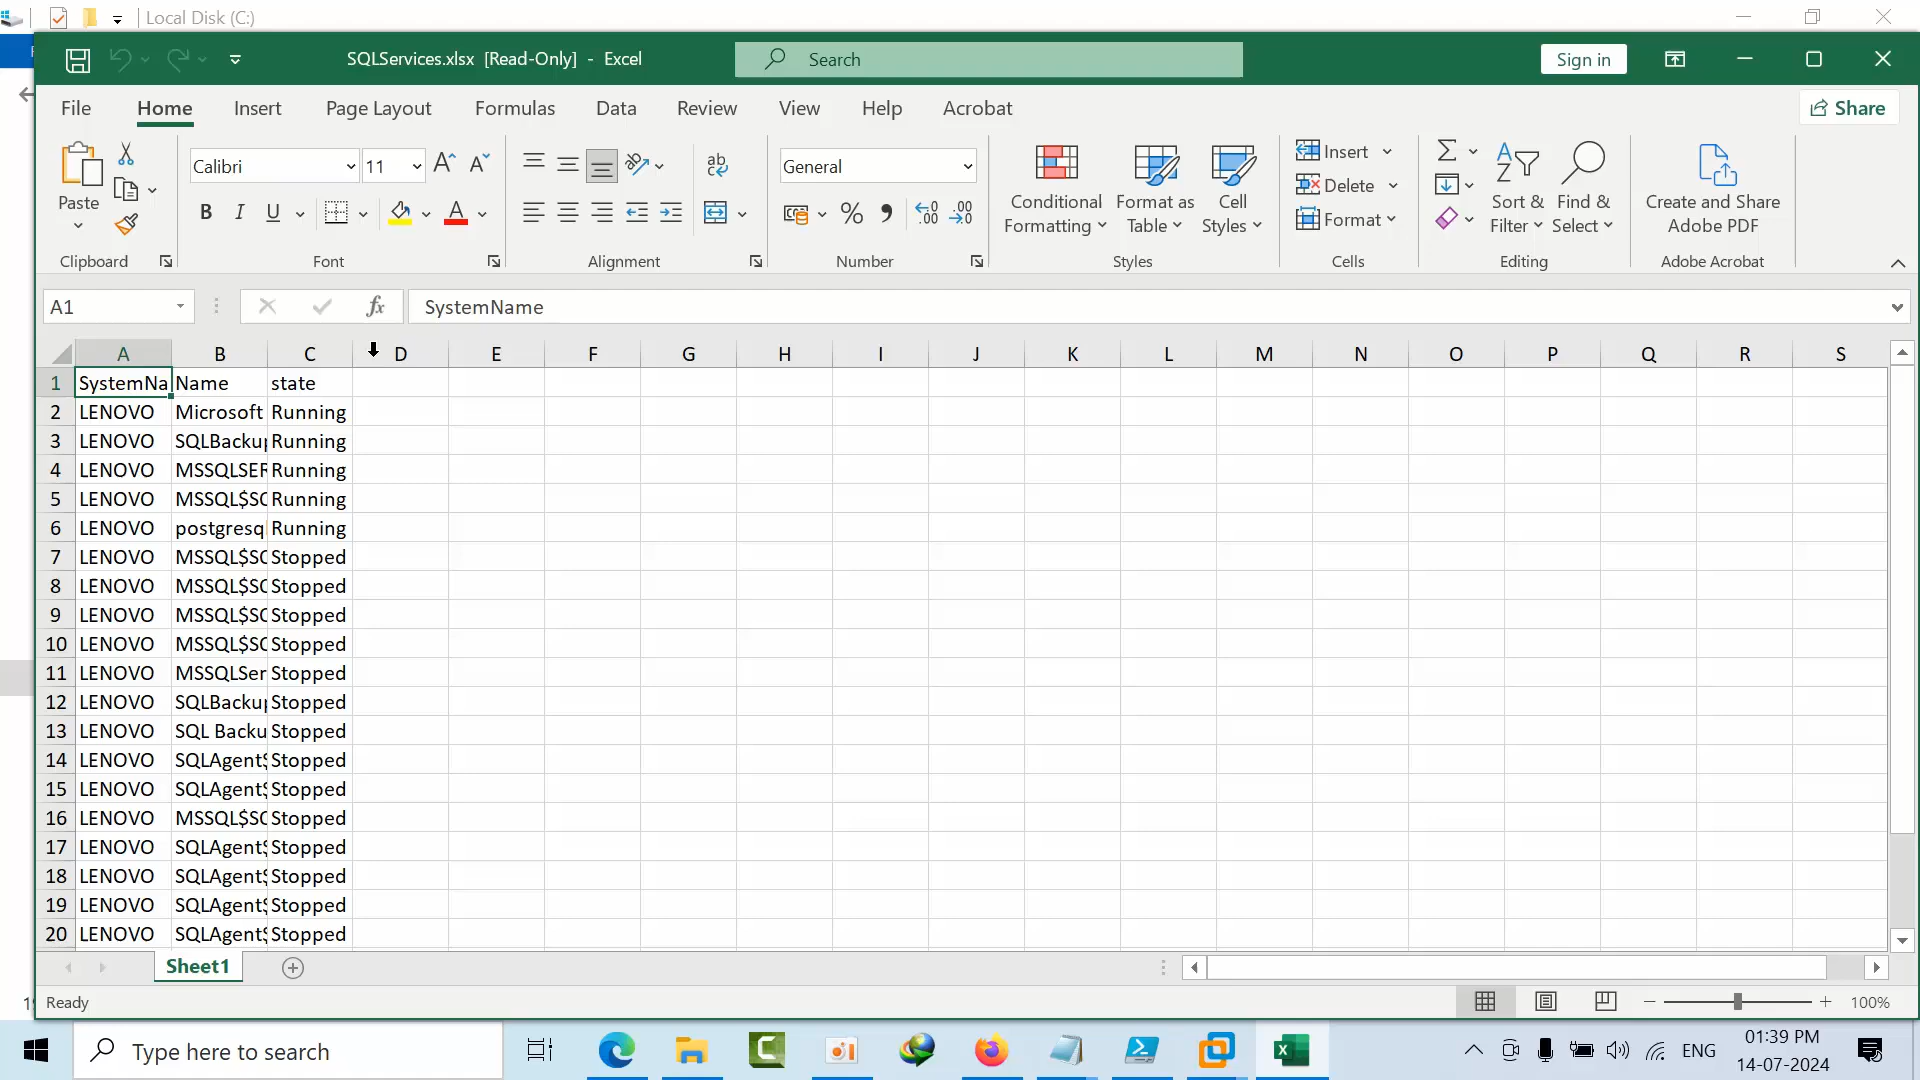 Local Disk (C:)
SQLServices.xlsx [Read-Only] - Excel
Search
Sign in
File Home Insert Page Layout Formulas Data Review View Help Acrobat
Share
Paste
Clipboard
Calibri 11
B I U
Font
Alignment
General
Number
Conditional Formatting
Format as Table
Cell Styles
Styles
Insert
Delete
Format
Cells
Sort & Filter
Find & Select
Editing
Create and Share Adobe PDF
Adobe Acrobat
A1
fx
SystemName
A B C D E F G H I J K L M N O P Q R S
1 SystemNa Name state
2 LENOVO Microsoft Running
3 LENOVO SQLBackup Running
4 LENOVO MSSQLSER Running
5 LENOVO MSSQL$SC Running
6 LENOVO postgresq Running
7 LENOVO MSSQL$SC Stopped
8 LENOVO MSSQL$SC Stopped
9 LENOVO MSSQL$SC Stopped
10 LENOVO MSSQL$SC Stopped
11 LENOVO MSSQLSer Stopped
12 LENOVO SQLBackup Stopped
13 LENOVO SQL Backu Stopped
14 LENOVO SQLAgent$ Stopped
15 LENOVO SQLAgent$ Stopped
16 LENOVO MSSQL$SC Stopped
17 LENOVO SQLAgent$ Stopped
18 LENOVO SQLAgent$ Stopped
19 LENOVO SQLAgent$ Stopped
20 LENOVO SQLAgent$ Stopped
Sheet1
Ready
100%
Type here to search
ENG
01:39 PM
14-07-2024